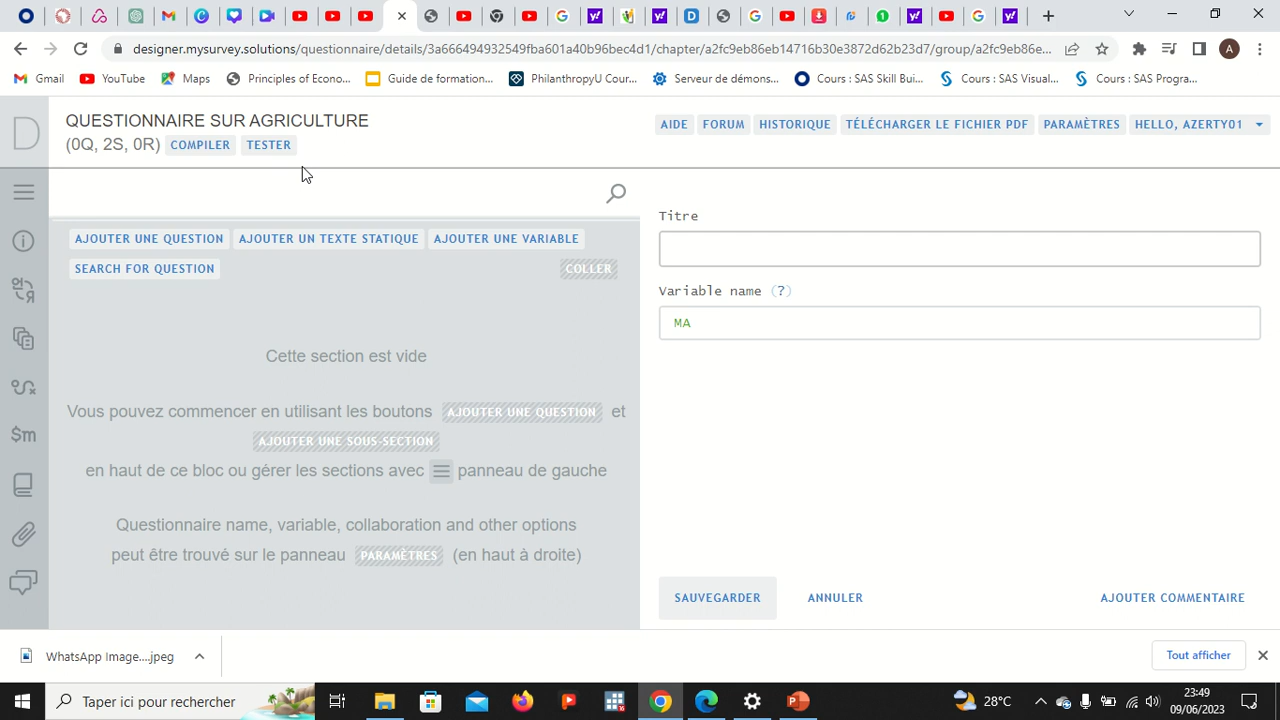 designer.mysurvey.solutions/questionnaire/details/3a666494932549fba601a40b96bec4d1/chapter/a2fc9eb86eb14716b30e3872d62b23d7/group/a2fc9eb86e...
A
Gmail YouTube Maps Principles of Econo... Guide de formation... PhilanthropyU Cour... Serveur de démons... Cours : SAS Skill Bui... Cours : SAS Visual... Cours : SAS Progra...
D
QUESTIONNAIRE SUR AGRICULTURE
(0Q, 2S, 0R) COMPILER TESTER
AIDE FORUM HISTORIQUE TÉLÉCHARGER LE FICHIER PDF PARAMÈTRES HELLO, AZERTY01
AJOUTER UNE QUESTION AJOUTER UN TEXTE STATIQUE AJOUTER UNE VARIABLE
SEARCH FOR QUESTION COLLER
Cette section est vide
Vous pouvez commencer en utilisant les boutons AJOUTER UNE QUESTION et
AJOUTER UNE SOUS-SECTION
en haut de ce bloc ou gérer les sections avec panneau de gauche
Questionnaire name, variable, collaboration and other options
peut être trouvé sur le panneau PARAMÈTRES (en haut à droite)
$m
Titre
Variable name (?)
MA
SAUVEGARDER ANNULER AJOUTER COMMENTAIRE
WhatsApp Image....jpeg Tout afficher
Taper ici pour rechercher 28°C 23:49
09/06/2023